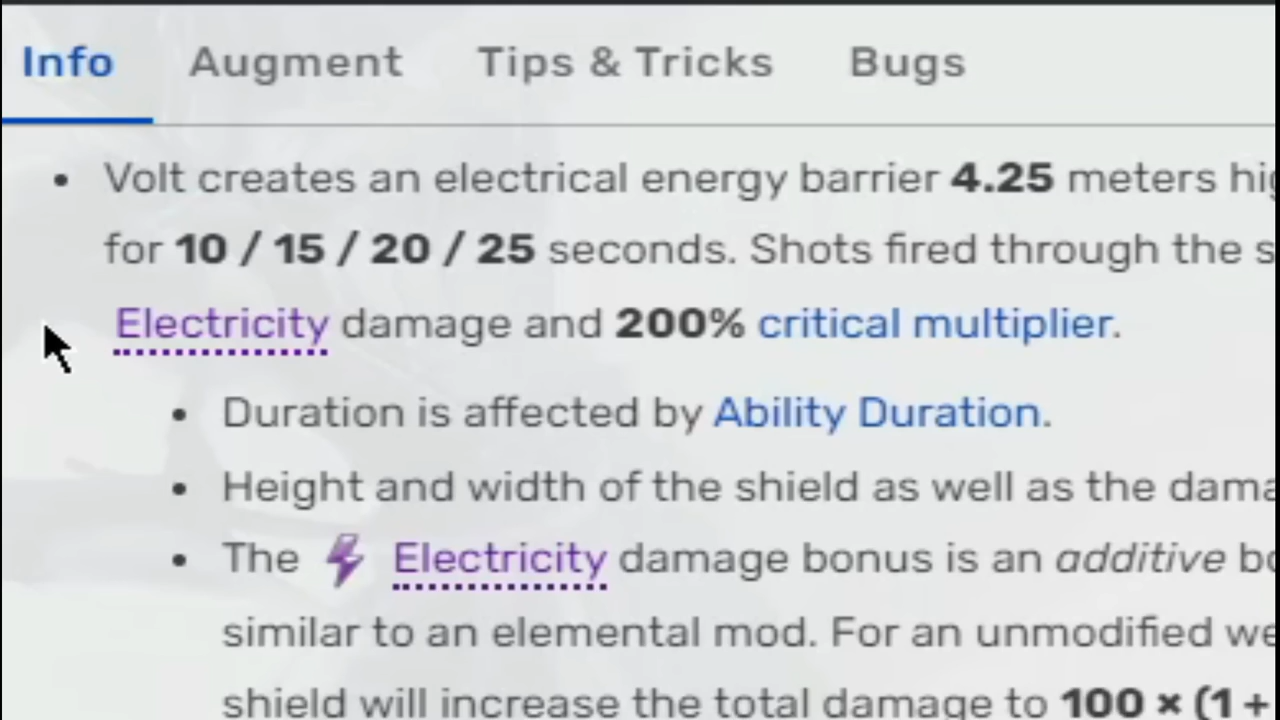 Info Augment Tips & Tricks Bugs
• Volt creates an electrical energy barrier 4.25 meters
for 10 / 15 / 20 / 25 seconds. Shots fired through the
Electricity damage and 200% critical multiplier.
• Duration is affected by Ability Duration.
• Height and width of the shield as well as the
• The Electricity damage bonus is an additive
similar to an elemental mod. For an unmodified
shield will increase the total damage to 100 × (1 +